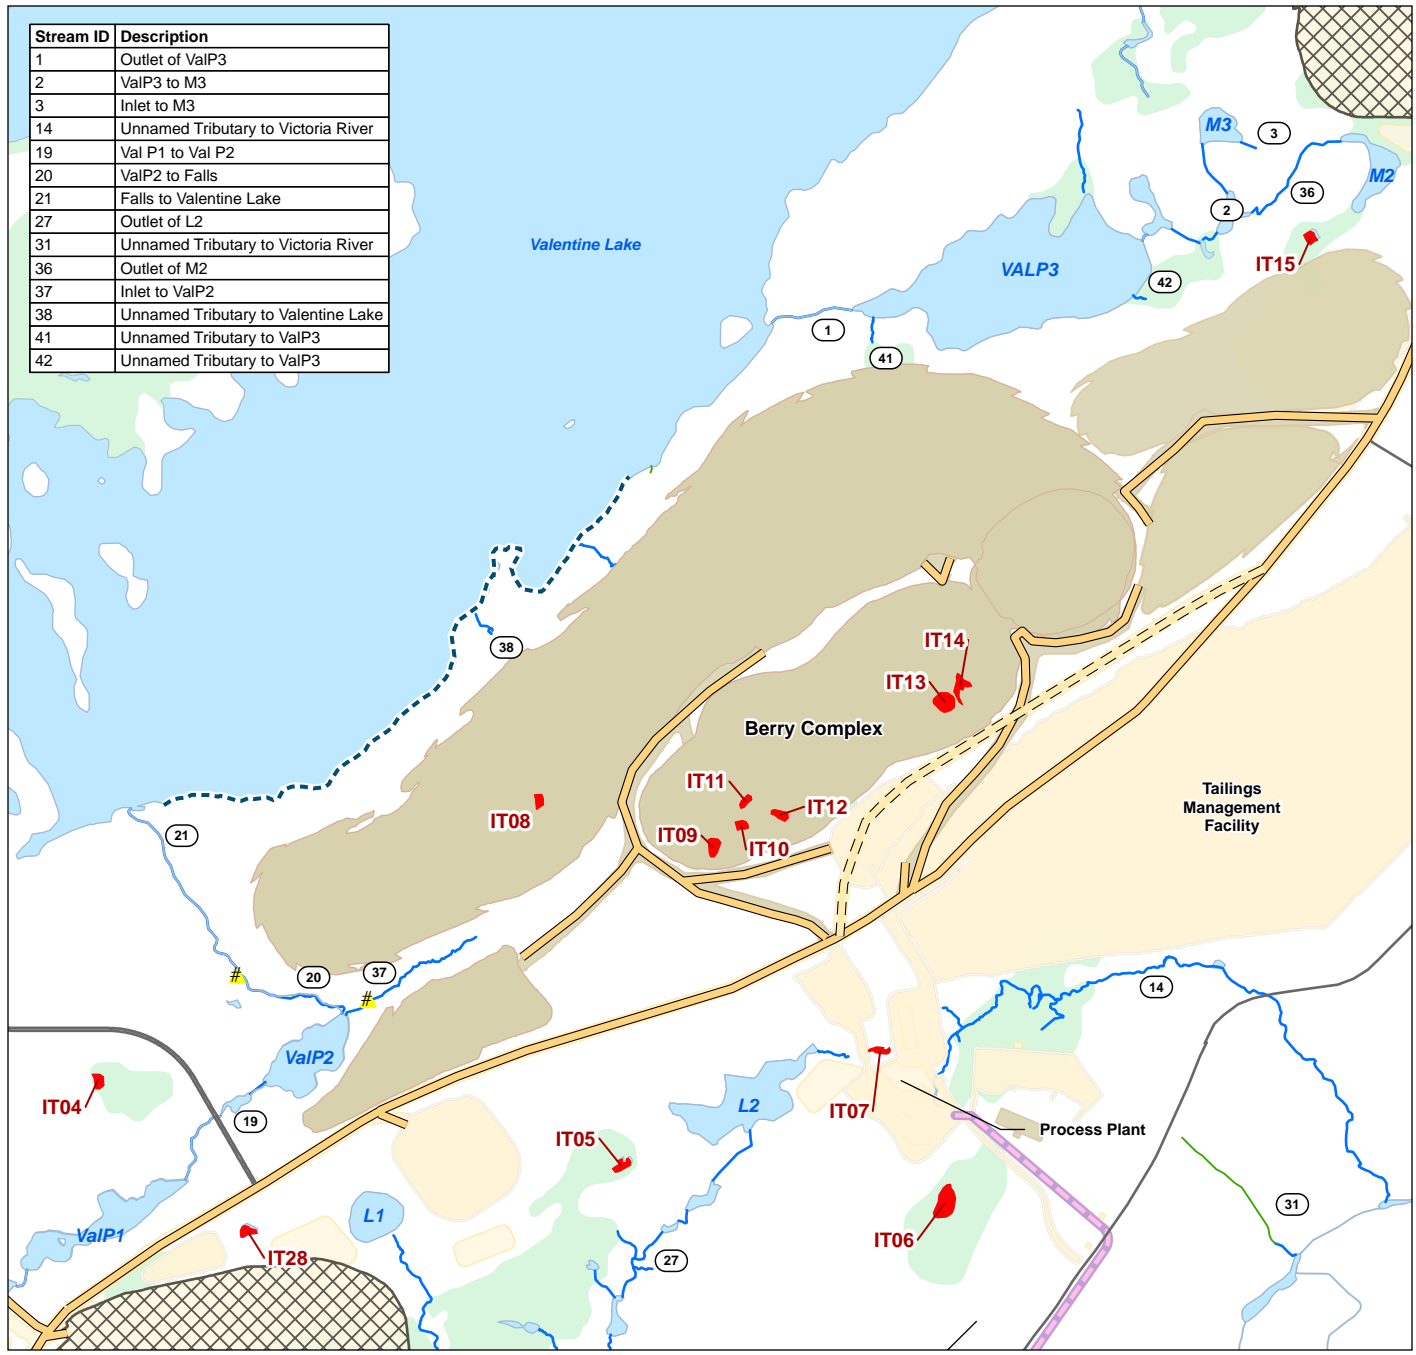 Stream ID Description
1 Outlet of ValP3
2 ValP3 to M3
3 Inlet to M3
14 Unnamed Tributary to Victoria River
19 Val P1 to Val P2
20 ValP2 to Falls
21 Falls to Valentine Lake
27 Outlet of L2
31 Unnamed Tributary to Victoria River
36 Outlet of M2
37 Inlet to ValP2
38 Unnamed Tributary to Valentine Lake
41 Unnamed Tributary to ValP3
42 Unnamed Tributary to ValP3
M3
3
M2
36
2
Valentine Lake
IT15
VALP3
42
1
41
IT14
38
IT13
Berry Complex
IT11
Tailings
Management
Facility
IT12
IT08
21
IT09
IT10
#
20
37
#
14
ValP2
IT04
L2
IT07
19
Process Plant
IT05
31
L1
ValP1
IT06
IT28
27